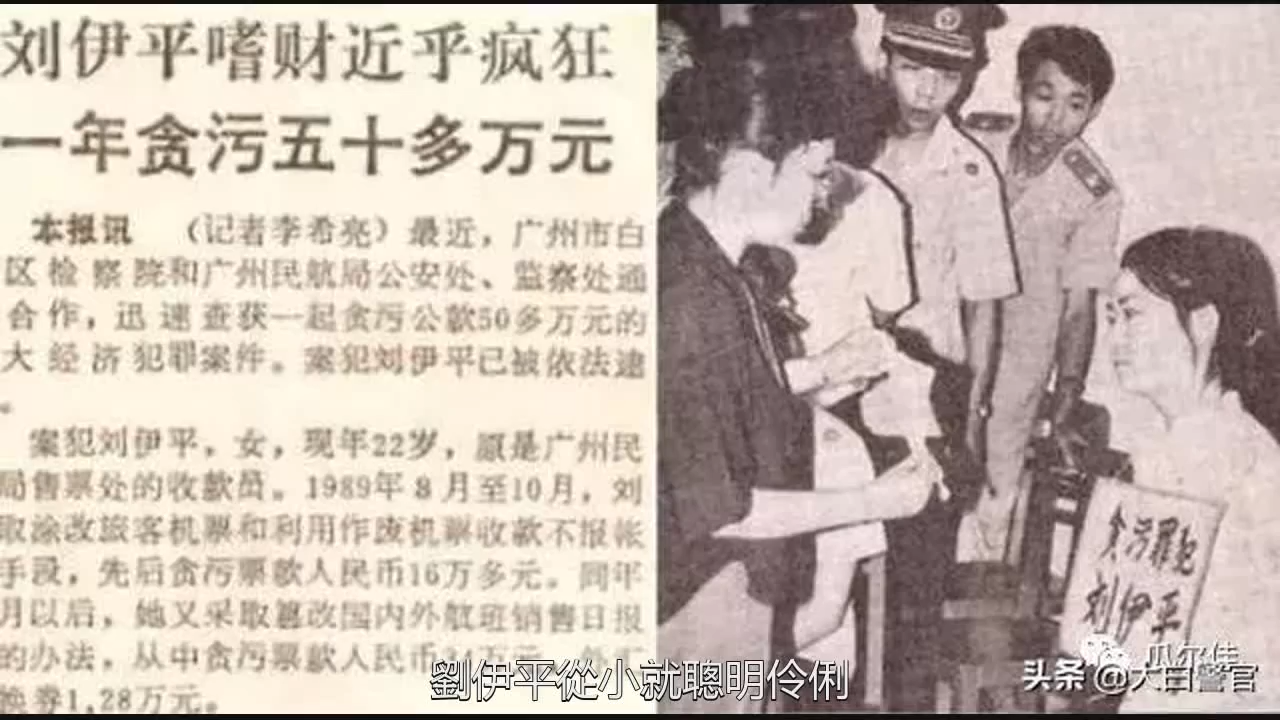 刘伊平嗜财近乎疯狂
一年贪污五十多万元
本报讯 （记者李希亮）最近，广州市白
区检察院和广州民航局公安处、监察处通
合作，迅速查获一起贪污公款50多万元的
大经济犯罪案件。案犯刘伊平已被依法逮
。
案犯刘伊平，女，现年22岁，原是广州民
局售票处的收款员。1989年8月至10月，刘
取涂改旅客机票和利用作废机票收款不报帐
手段，先后贪污票款人民币16万多元。同年
月以后，她又采取篡改国内外航班销售日报
的办法，从中贪污票款人民币
换券1.28万元。
贪污罪犯
刘伊平
劉伊平從小就聰明伶俐
瓜尔佳
头条 @大白警官